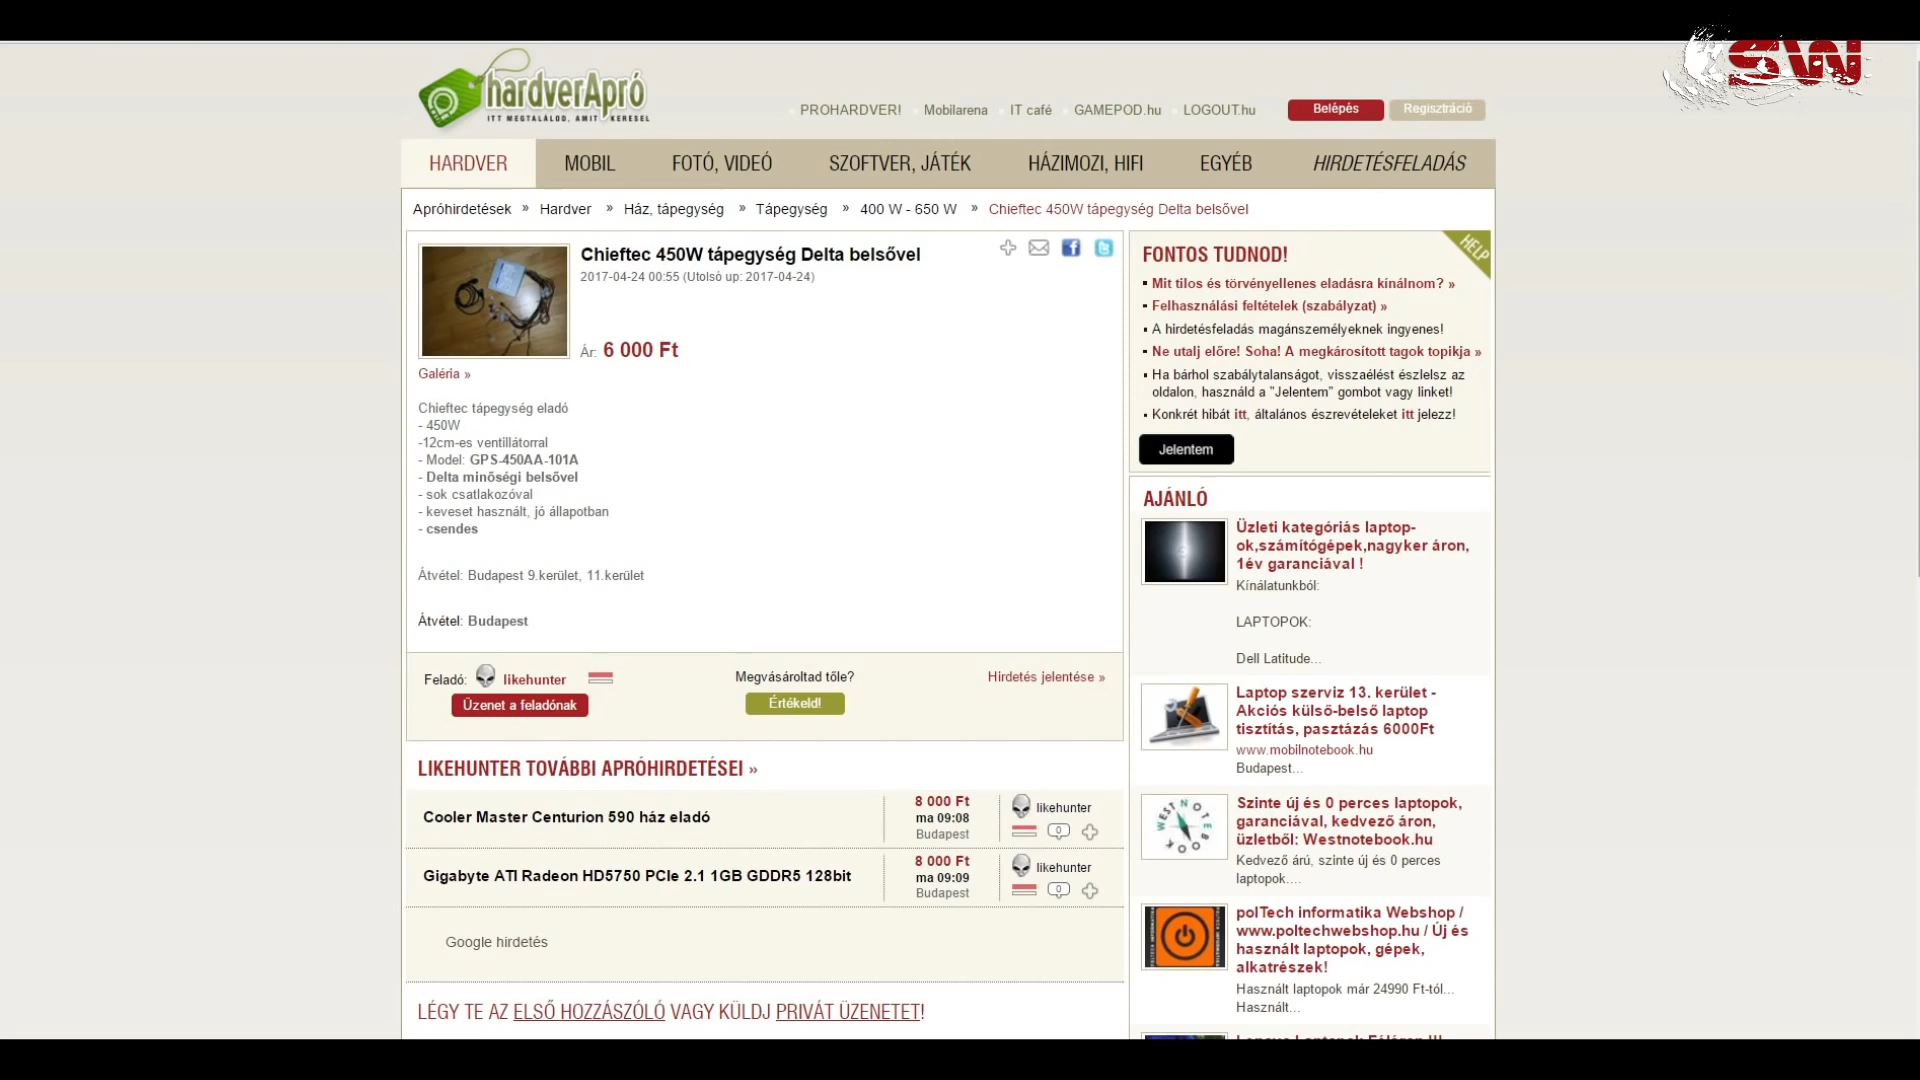 SW
hardverApró
ITT MEGTALÁLOD, AMIT KERESEL
PROHARDVER!
Mobilarena
IT café
GAMEPOD.hu
LOGOUT.hu
Belépés
Regisztráció
HARDVER
MOBIL
FOTÓ, VIDEÓ
SZOFTVER, JÁTÉK
HÁZIMOZI, HIFI
EGYÉB
HIRDETÉSFELADÁS
Apróhirdetések » Hardver » Ház, tápegység » Tápegység » 400 W - 650 W » Chieftec 450W tápegység Delta belsővel
Chieftec 450W tápegység Delta belsővel
2017-04-24 00:55 (Utolsó up: 2017-04-24)
Ár: 6 000 Ft
Galéria »
Chieftec tápegység eladó
- 450W
-12cm-es ventillátorral
- Model: GPS-450AA-101A
- Delta minőségi belsővel
- sok csatlakozóval
- keveset használt, jó állapotban
- csendes
Átvétel: Budapest 9.kerület, 11.kerület
Átvétel: Budapest
Feladó: likehunter
Üzenet a feladónak
Megvásároltad tőle?
Értékeld!
Hirdetés jelentése »
LIKEHUNTER TOVÁBBI APRÓHIRDETÉSEI »
Cooler Master Centurion 590 ház eladó
8 000 Ft
ma 09:08
Budapest
likehunter
0
Gigabyte ATI Radeon HD5750 PCIe 2.1 1GB GDDR5 128bit
8 000 Ft
ma 09:09
Budapest
likehunter
0
Google hirdetés
LÉGY TE AZ ELSŐ HOZZÁSZÓLÓ VAGY KÜLDJ PRIVÁT ÜZENETET!
FONTOS TUDNOD!
HELP
Mit tilos és törvényellenes eladásra kínálnom? »
Felhasználási feltételek (szabályzat) »
A hirdetésfeladás magánszemélyeknek ingyenes!
Ne utalj előre! Soha! A megkárosított tagok topikja »
Ha bárhol szabálytalanságot, visszaélést észlelsz az
oldalon, használd a "Jelentem" gombot vagy linket!
Konkrét hibát itt, általános észrevételeket itt jelezz!
Jelentem
AJÁNLÓ
Üzleti kategóriás laptop-
ok,számítógépek,nagyker áron,
1év garanciával !
Kínálatunkból:
LAPTOPOK:
Dell Latitude...
Laptop szerviz 13. kerület -
Akciós külső-belső laptop
tisztítás, pasztázás 6000Ft
www.mobilnotebook.hu
Budapest...
WESTNOTEBOOK
Szinte új és 0 perces laptopok,
garanciával, kedvező áron,
üzletből: Westnotebook.hu
Kedvező árú, szinte új és 0 perces
laptopok....
polTech informatika Webshop /
www.poltechwebshop.hu / Új és
használt laptopok, gépek,
alkatrészek!
Használt laptopok már 24990 Ft-tól...
Használt...